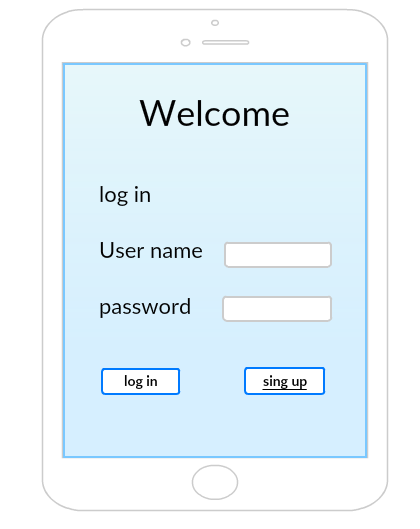 Welcome
log in
User name
password
log in
sing up